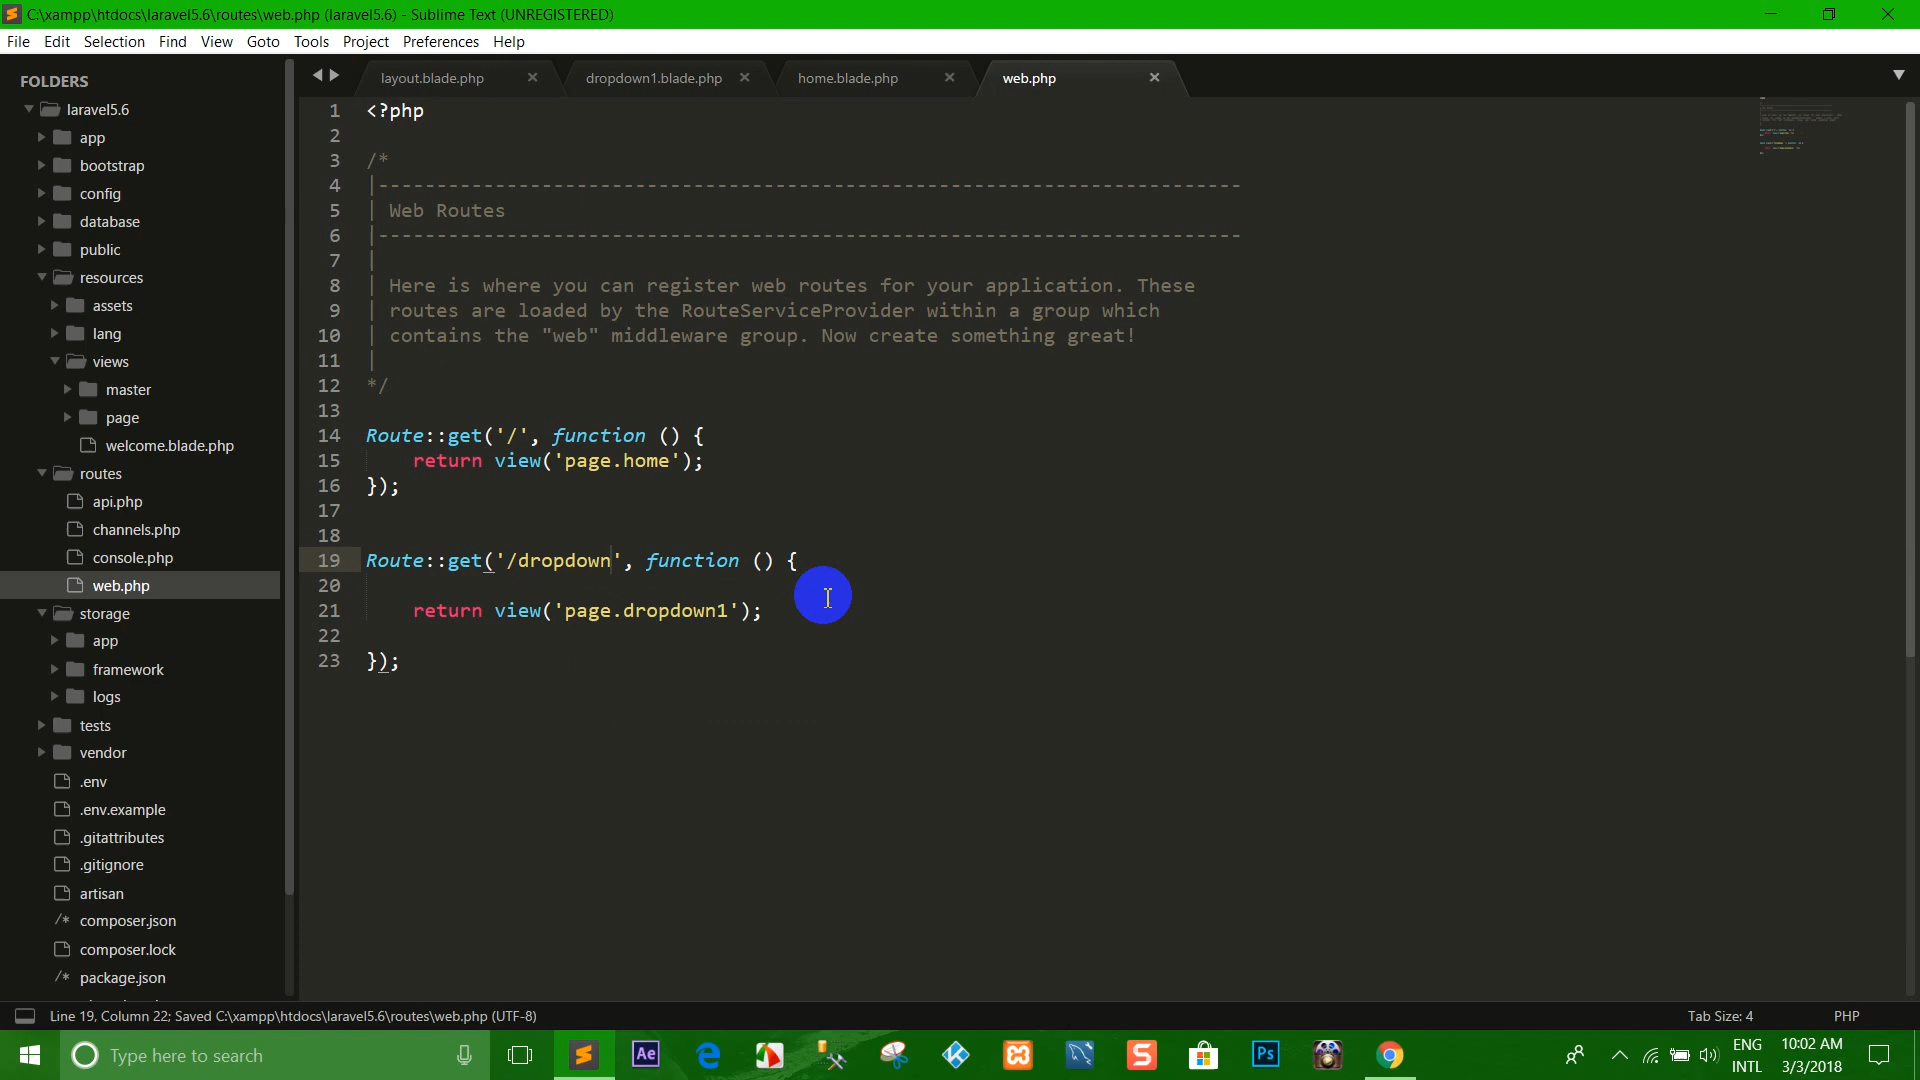 C:\xampp\htdocs\laravel5.6\routes\web.php (laravel5.6) - Sublime Text (UNREGISTERED)
File Edit Selection Find View Goto Tools Project Preferences Help
FOLDERS
laravel5.6
app
bootstrap
config
database
public
resources
assets
lang
views
master
page
welcome.blade.php
routes
api.php
channels.php
console.php
web.php
storage
app
framework
logs
tests
vendor
.env
.env.example
.gitattributes
.gitignore
artisan
/* composer.json
composer.lock
/* package.json
layout.blade.php dropdown1.blade.php home.blade.php web.php
1 <?php
2
3 /*
4 |--------------------------------------------------------------------------
5 | Web Routes
6 |--------------------------------------------------------------------------
7 |
8 | Here is where you can register web routes for your application. These
9 | routes are loaded by the RouteServiceProvider within a group which
10 | contains the "web" middleware group. Now create something great!
11 |
12 */
13
14 Route::get('/', function () {
15     return view('page.home');
16 });
17
18
19 Route::get('/dropdown', function () {
20
21     return view('page.dropdown1');
22
23 });
Line 19, Column 22; Saved C:\xampp\htdocs\laravel5.6\routes\web.php (UTF-8) Tab Size: 4 PHP
Type here to search
Ae
Ps
ENG
INTL
10:02 AM
3/3/2018